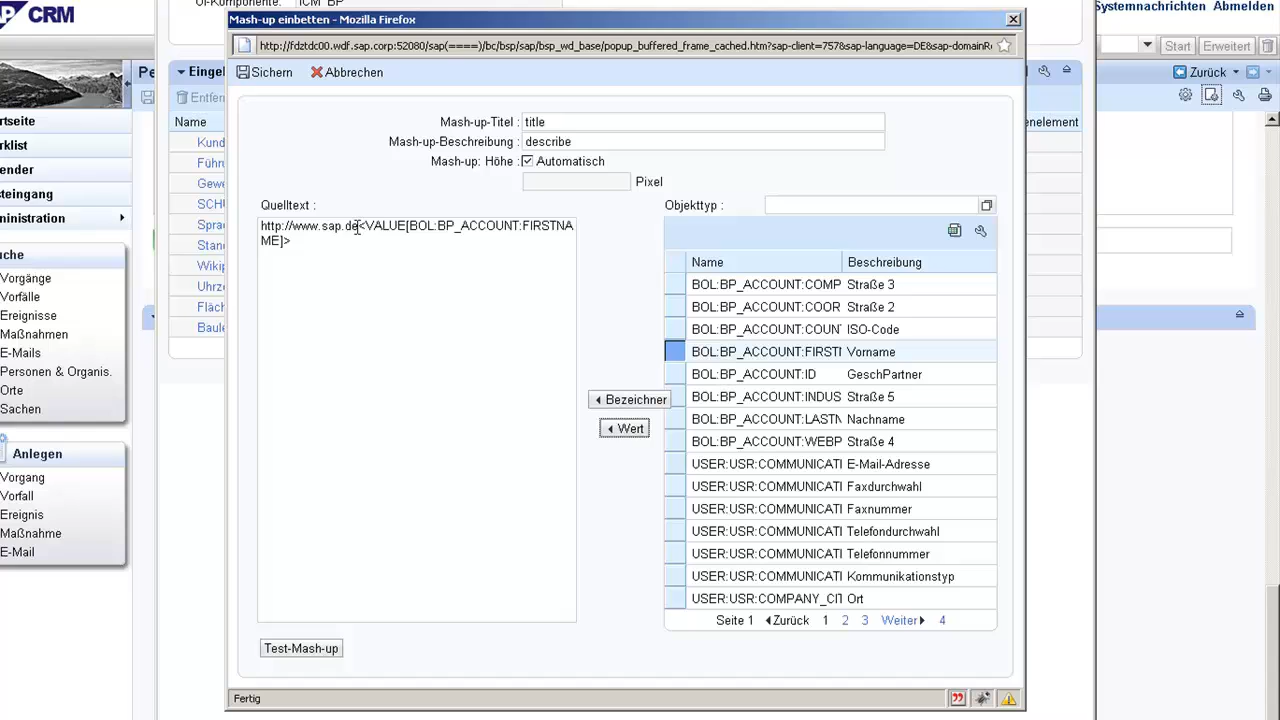 UI-Komponente:
ICM_BP
CRM
Systemnachrichten Abmelden
Mash-up einbetten - Mozilla Firefox
http://fdztdc00.wdf.sap.corp:52080/sap(====)/bc/bsp/sap/bsp_wd_base/popup_buffered_frame_cached.htm?sap-client=757&sap-language=DE&sap-domainR
Start Erweitert
Sichern Abbrechen
Pe
Eingel
Zurück
Entfern
Mash-up-Titel : title
Mash-up-Beschreibung : describe
Mash-up: Höhe : Automatisch
Pixel
Name
enelement
Quelltext :
http://www.sap.de<VALUE[BOL:BP_ACCOUNT:FIRSTNA
ME]>
Objekttyp :
Name Beschreibung
BOL:BP_ACCOUNT:COMP Straße 3
BOL:BP_ACCOUNT:COOR Straße 2
BOL:BP_ACCOUNT:COUN ISO-Code
BOL:BP_ACCOUNT:FIRST Vorname
BOL:BP_ACCOUNT:ID GeschPartner
BOL:BP_ACCOUNT:INDUS Straße 5
BOL:BP_ACCOUNT:LASTN Nachname
BOL:BP_ACCOUNT:WEBP Straße 4
USER:USR:COMMUNICATI E-Mail-Adresse
USER:USR:COMMUNICATI Faxdurchwahl
USER:USR:COMMUNICATI Faxnummer
USER:USR:COMMUNICATI Telefondurchwahl
USER:USR:COMMUNICATI Telefonnummer
USER:USR:COMMUNICATI Kommunikationstyp
USER:USR:COMPANY_CIT Ort
Seite 1 Zurück 1 2 3 Weiter 4
Bezeichner
Wert
Test-Mash-up
Fertig
Kund
Führ
Gewe
SCHU
Spra
Stand
Wikip
Uhrz
Fläch
Baule
rtseite
rklist
ender
steingang
ministration
uche
Vorgänge
Vorfälle
Ereignisse
Maßnahmen
E-Mails
Personen & Organis.
Orte
Sachen
Anlegen
Vorgang
Vorfall
Ereignis
Maßnahme
E-Mail